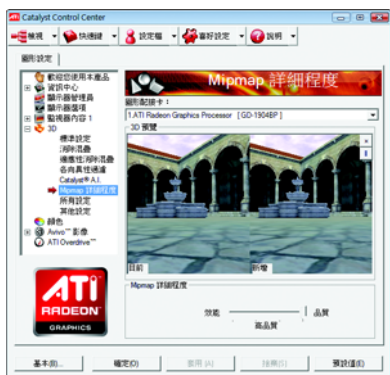 Catalyst Control Center
檢視 快速鍵 設定檔 喜好設定 說明
圖形設定
歡迎您使用本產品
資訊中心
顯示器管理員
顯示器選項
監視器內容 1
3D
標準設定
消除混疊
適應性消除混疊
各向異性過濾
Catalyst® A.I.
Mipmap 詳細程度
所有設定
其他設定
顏色
Avivo™ 影像
ATI Overdrive™
ATI
RADEON
GRAPHICS
Mipmap 詳細程度
圖形配接卡：
1.ATI Radeon Graphics Processor [GD-1904BP]
3D 預覽
目前
新增
Mipmap 詳細程度
效能 品質
高品質
基本(B)... 確定(O) 套用 (A) 捨棄(S) 預設值(E)